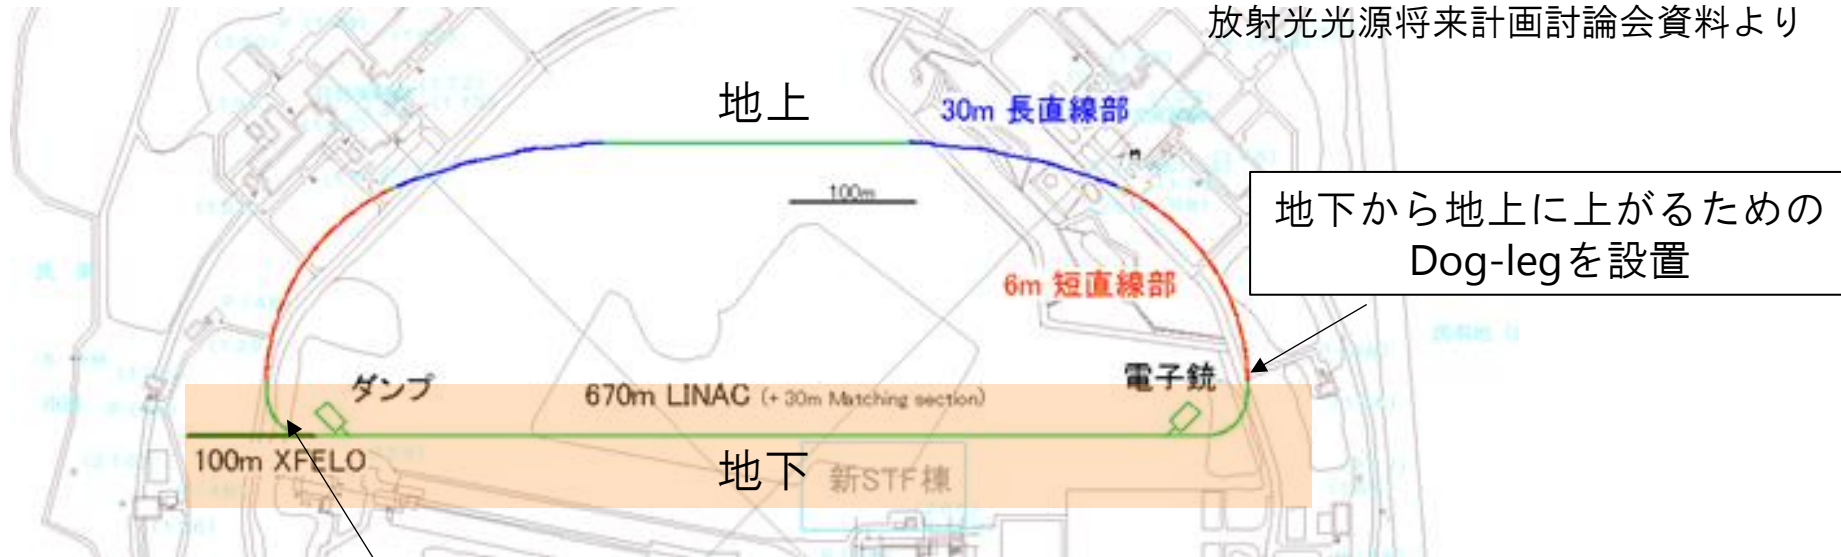 放射光光源将来計画討論会資料より
地上
30m 長直線部
100m
地下から地上に上がるための
Dog-legを設置
6m 短直線部
ダンプ
670m LINAC (+ 30m Matching section)
電子銃
100m XFELO
地下
新STF棟